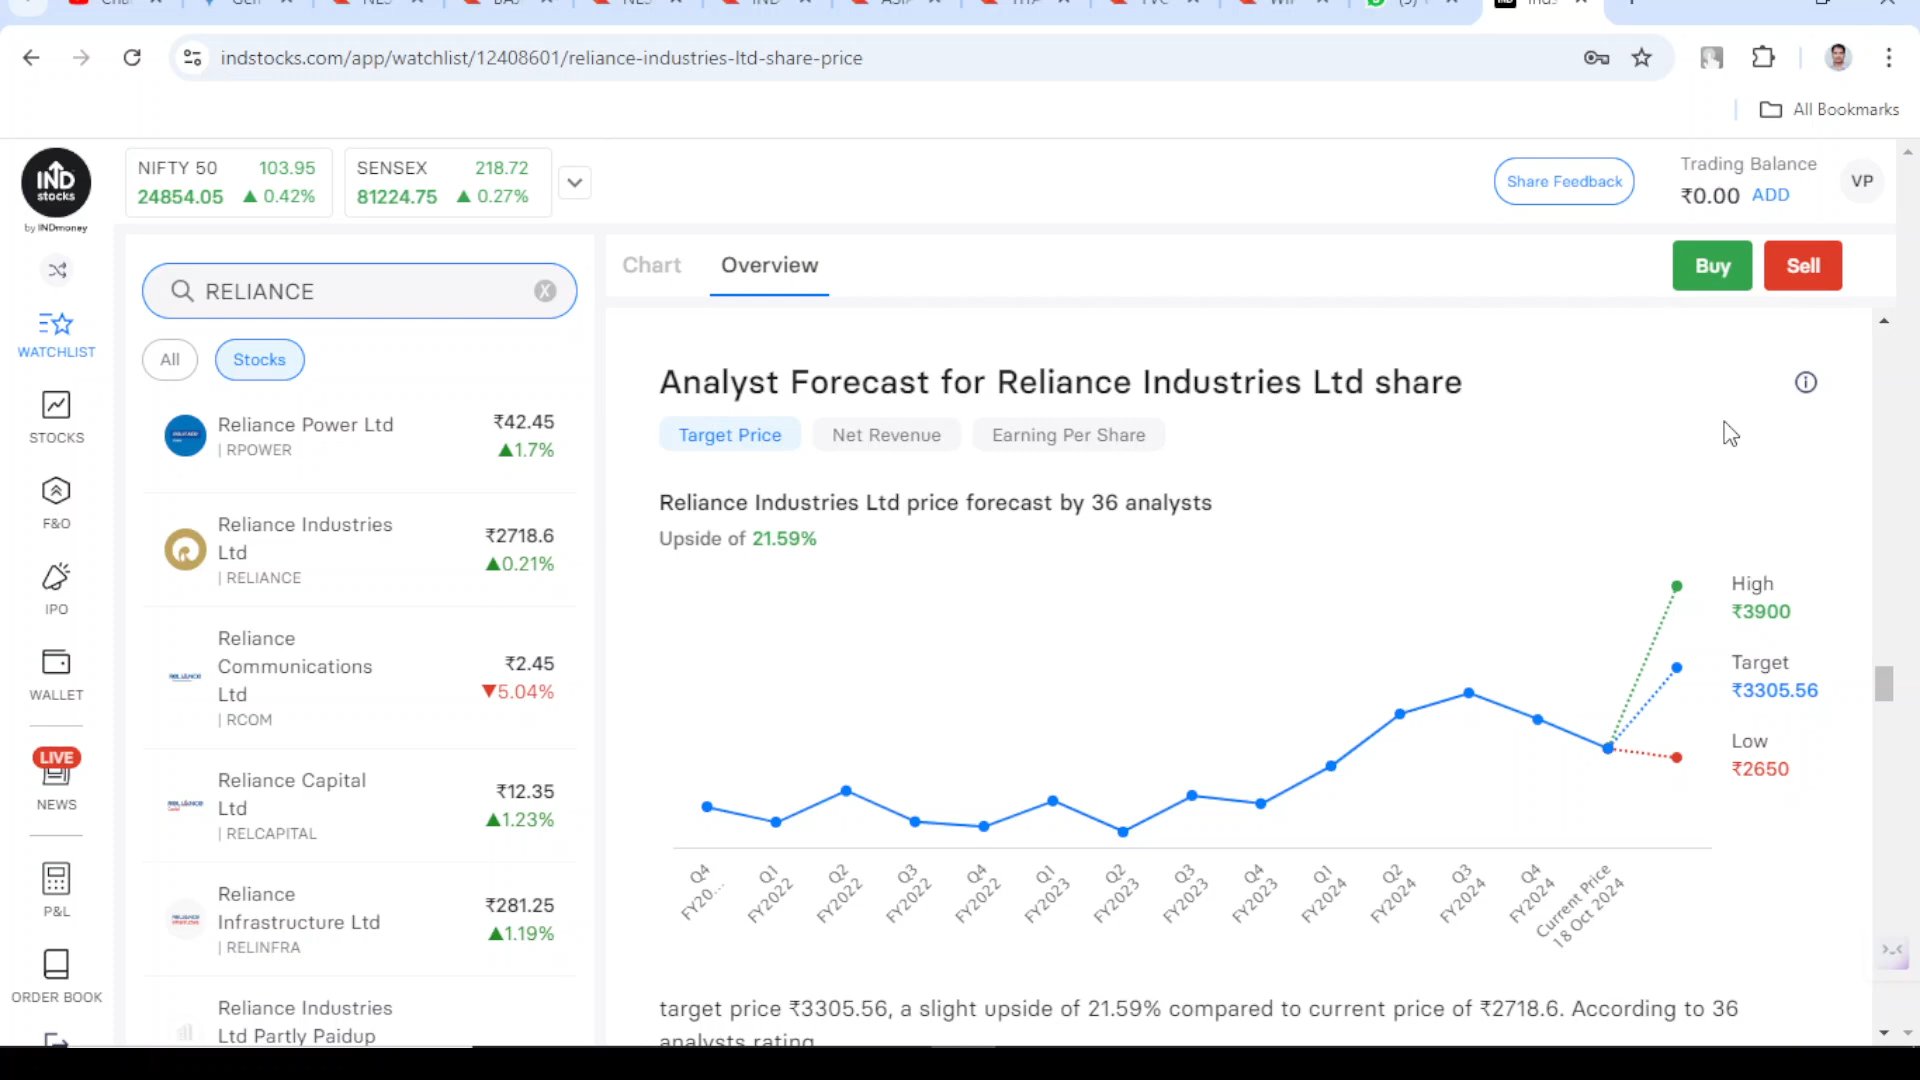 indstocks.com/app/watchlist/12408601/reliance-industries-ltd-share-price
All Bookmarks
IND
stocks
by INDmoney
NIFTY 50 103.95
24854.05 ▲ 0.42%
SENSEX 218.72
81224.75 ▲ 0.27%
Share Feedback
Trading Balance
₹0.00 ADD
VP
WATCHLIST
STOCKS
F&O
IPO
WALLET
LIVE
NEWS
P&L
ORDER BOOK
RELIANCE
All
Stocks
Reliance Power Ltd ₹42.45
| RPOWER ▲1.7%
Reliance Industries
Ltd ₹2718.6
| RELIANCE ▲0.21%
Reliance
Communications
Ltd ₹2.45
| RCOM ▼5.04%
Reliance Capital
Ltd ₹12.35
| RELCAPITAL ▲1.23%
Reliance
Infrastructure Ltd ₹281.25
| RELINFRA ▲1.19%
Reliance Industries
Ltd Partly Paidup
Chart
Overview
Buy
Sell
Analyst Forecast for Reliance Industries Ltd share
Target Price
Net Revenue
Earning Per Share
Reliance Industries Ltd price forecast by 36 analysts
Upside of 21.59%
High
₹3900
Target
₹3305.56
Low
₹2650
Q4
FY20...
Q1
FY2022
Q2
FY2022
Q3
FY2022
Q4
FY2022
Q1
FY2023
Q2
FY2023
Q3
FY2023
Q4
FY2023
Q1
FY2024
Q2
FY2024
Q3
FY2024
Q4
FY2024
Current Price
18 Oct 2024
target price ₹3305.56, a slight upside of 21.59% compared to current price of ₹2718.6. According to 36
analysts rating